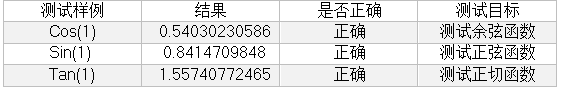 测试样例 结果 是否正确 测试目标
Cos(1) 0.54030230586 正确 测试余弦函数
Sin(1) 0.8414709848 正确 测试正弦函数
Tan(1) 1.55740772465 正确 测试正切函数